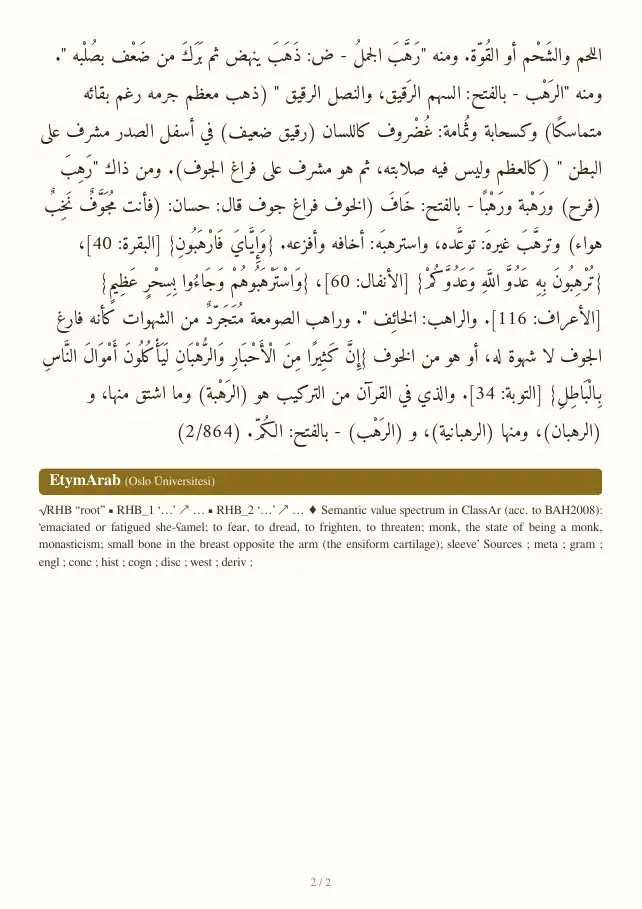 اللحم والشَحْم أو القُوّة. ومنه "رَهَّبَ الجملُ - ض: ذَهَبَ ينهض ثم بَرَكَ من ضَعْف بصُلْبه ".
ومنه "الرَهْب - بالفتح: السهم الرَقيق، والنصل الرقيق " (ذهب معظم جرمه رغم بقائه
متماسكًا) وكسحابة وثُمامة: غُضْروف كاللسان (رقيق ضعيف) في أسفل الصدر مشرف على
البطن " (كالعظم وليس فيه صلابته، ثم هو مشرف على فراغ الجوف). ومن ذاك "رَهِبَ
(فرح) ورَهْبة ورَهْبًا - بالفتح: خَافَ (الخوف فراغ جوف قال: حسان: (فأنت مُجَوَّفٌ نَخِبٌ
هواء) وترهَّبَ غيرهَ: توعَّده، واسترهبَه: أخافه وأفزعه. {وَإِيَّايَ فَارْهَبُونِ} [البقرة: 40]،
{تُرْهِبُونَ بِهِ عَدُوَّ اللَّهِ وَعَدُوَّكُمْ} [الأنفال: 60]، {وَاسْتَرْهَبُوهُمْ وَجَاءُوا بِسِحْرٍ عَظِيمٍ}
[الأعراف: 116]. والراهب: الخائِف ". وراهب الصومعة مُتَجَرّدٌ من الشهوات كأنه فارغ
الجوف لا شهوة له، أو هو من الخوف {إِنَّ كَثِيرًا مِنَ الْأَحْبَارِ وَالرُّهْبَانِ لَيَأْكُلُونَ أَمْوَالَ النَّاسِ
بِالْبَاطِلِ} [التوبة: 34]. والذي في القرآن من التركيب هو (الرَهْبة) وما اشتق منها، و
(الرهبان)، ومنها (الرهبانية)، و (الرَهْب) - بالفتح: الكُمّ. (2/864)
EtymArab (Oslo Üniversitesi)
√RHB “root” ▪ RHB_1 ‘…’ ↗ … ▪ RHB_2 ‘…’ ↗ … ♦ Semantic value spectrum in ClassAr (acc. to BAH2008):
‘emaciated or fatigued she-ʕamel; to fear, to dread, to frighten, to threaten; monk, the state of being a monk,
monasticism; small bone in the breast opposite the arm (the ensiform cartilage); sleeve’ Sources ; meta ; gram ;
engl ; conc ; hist ; cogn ; disc ; west ; deriv ;
2 / 2